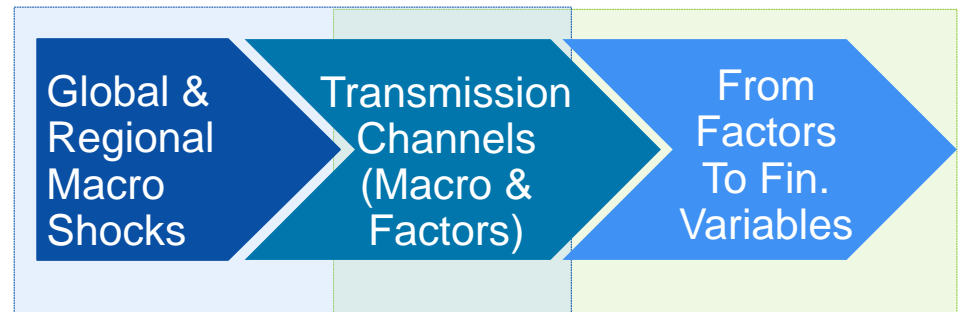 Global &
Regional
Macro
Shocks
Transmission
Channels
(Macro &
Factors)
From
Factors
To Fin.
Variables